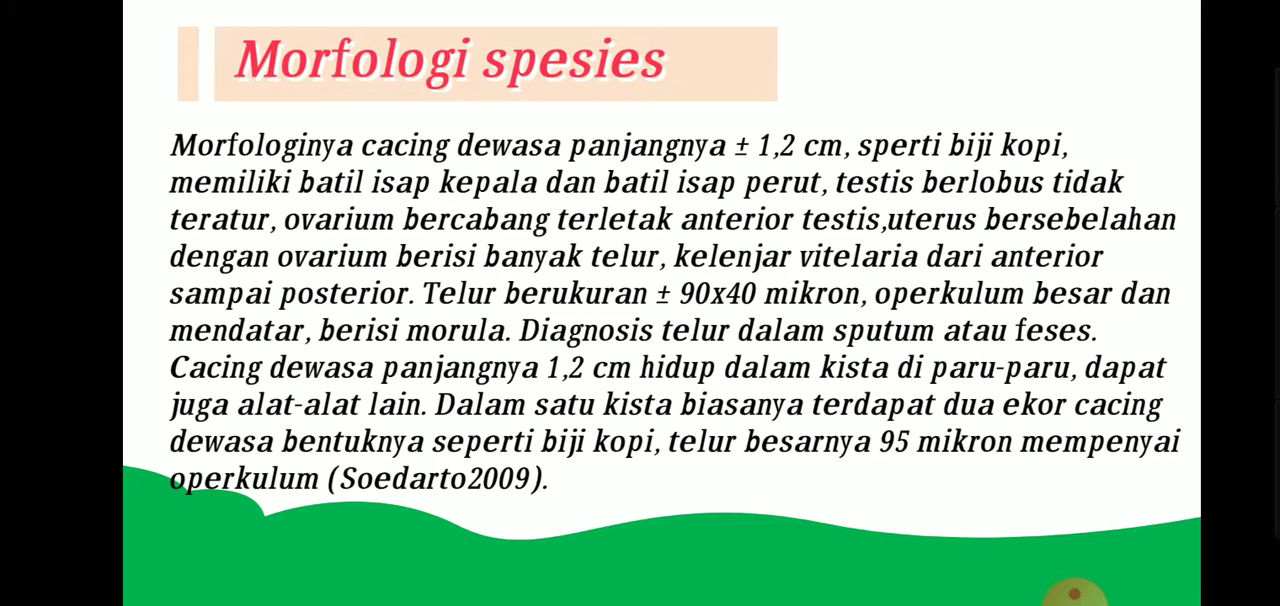 Morfologi spesies
Morfologinya cacing dewasa panjangnya ± 1,2 cm, sperti biji kopi,
memiliki batil isap kepala dan batil isap perut, testis berlobus tidak
teratur, ovarium bercabang terletak anterior testis,uterus bersebelahan
dengan ovarium berisi banyak telur, kelenjar vitelaria dari anterior
sampai posterior. Telur berukuran ± 90x40 mikron, operkulum besar dan
mendatar, berisi morula. Diagnosis telur dalam sputum atau feses.
Cacing dewasa panjangnya 1,2 cm hidup dalam kista di paru-paru, dapat
juga alat-alat lain. Dalam satu kista biasanya terdapat dua ekor cacing
dewasa bentuknya seperti biji kopi, telur besarnya 95 mikron mempenyai
operkulum (Soedarto2009).